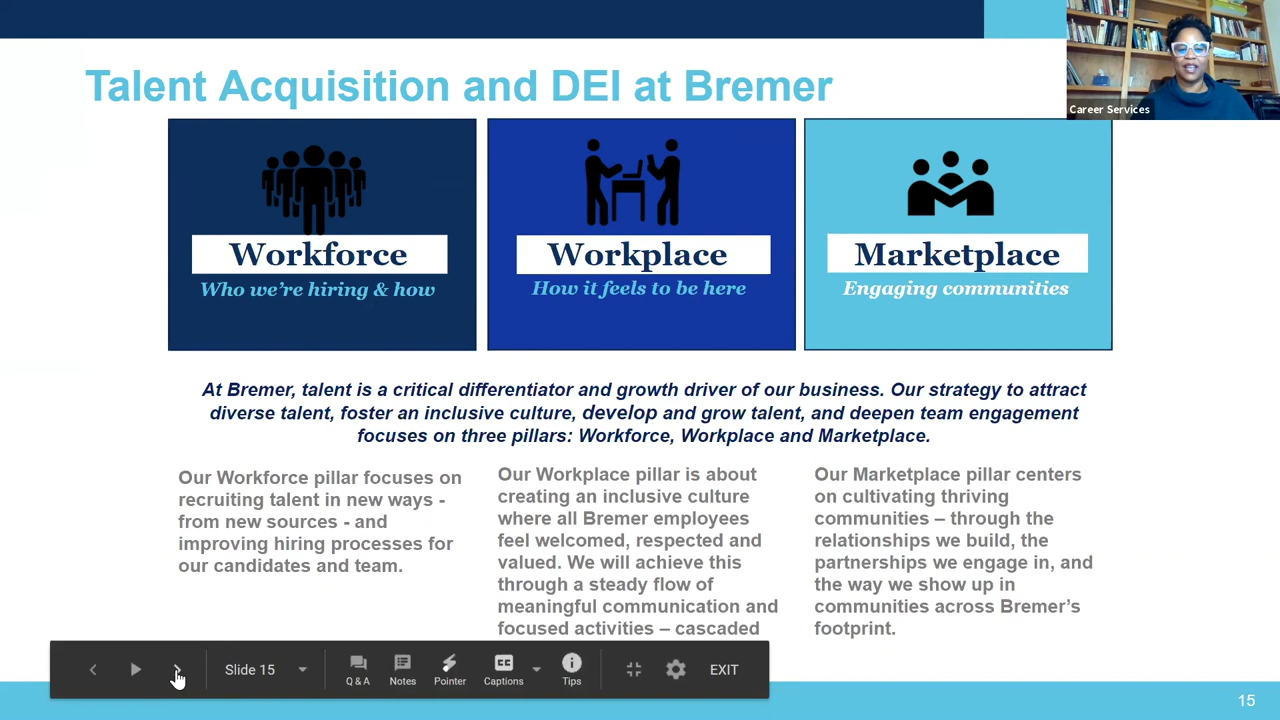 Talent Acquisition and DEI at Bremer
Career Services
Workforce
Who we're hiring & how
Workplace
How it feels to be here
Marketplace
Engaging communities
At Bremer, talent is a critical differentiator and growth driver of our business. Our strategy to attract
diverse talent, foster an inclusive culture, develop and grow talent, and deepen team engagement
focuses on three pillars: Workforce, Workplace and Marketplace.
Our Workforce pillar focuses on
recruiting talent in new ways -
from new sources - and
improving hiring processes for
our candidates and team.
Our Workplace pillar is about
creating an inclusive culture
where all Bremer employees
feel welcomed, respected and
valued. We will achieve this
through a steady flow of
meaningful communication and
focused activities – cascaded
Our Marketplace pillar centers
on cultivating thriving
communities – through the
relationships we build, the
partnerships we engage in, and
the way we show up in
communities across Bremer's
footprint.
Slide 15
Q & A
Notes
Pointer
CC
Captions
Tips
EXIT
15